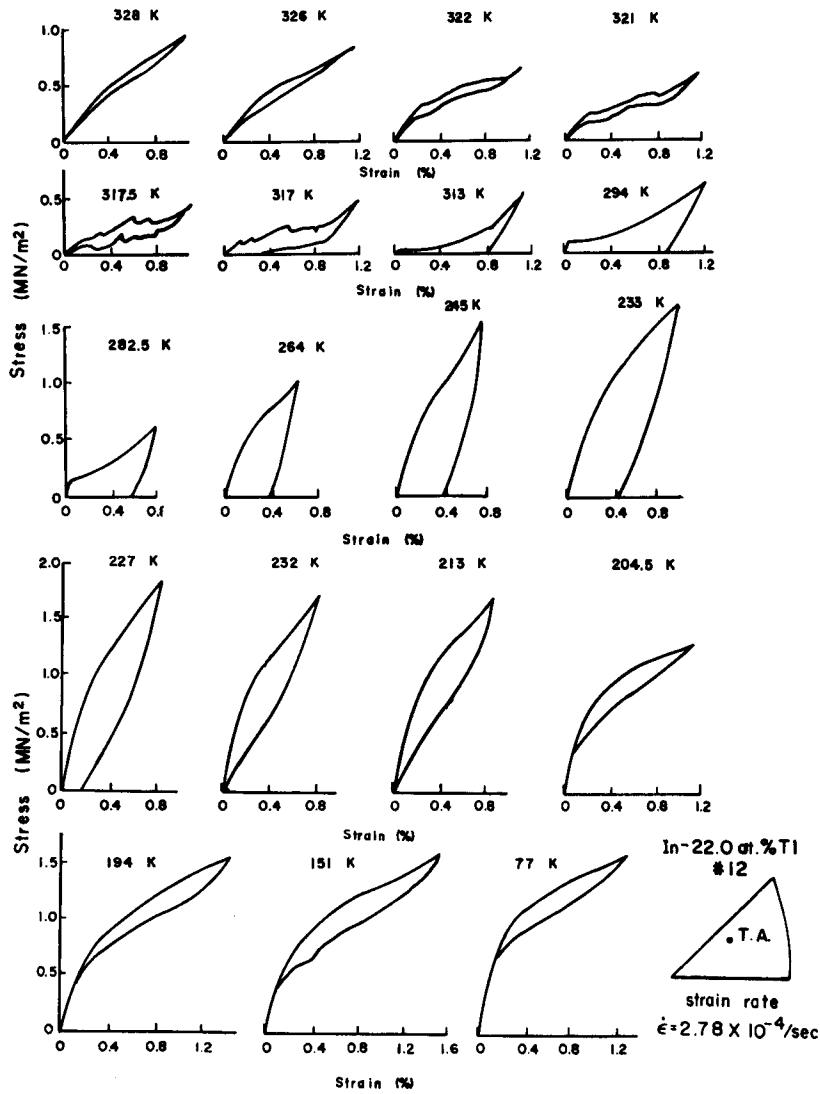 328 K 326 K 322 K 321 K
1.0
0.5
0
0 0.4 0.8 0 0.4 0.8 1.2 0 0.4 0.8 1.2 0 0.4 0.8 1.2
Strain (%)
317.5 K 317 K 313 K 294 K
0.5
0
0 0.4 0.8 0 0.4 0.8 1.2 0 0.4 0.8 1.2 0 0.4 0.8 1.2
Strain (%)
Stress (MN/m²)
282.5 K 264 K 245 K 233 K
1.5
1.0
0.5
0
0 0.4 0.8 0 0.4 0.8 0 0.4 0.8 0 0.4 0.8
Strain (%)
227 K 232 K 213 K 204.5 K
2.0
1.5
1.0
0.5
0
0 0.4 0.8 0 0.4 0.8 0 0.4 0.8 0 0.4 0.8 1.2
Strain (%)
Stress (MN/m²)
194 K 151 K 77 K
1.5
1.0
0.5
0
0 0.4 0.8 1.2 0 0.4 0.8 1.2 1.6 0 0.4 0.8 1.2
Strain (%)
In-22.0 at.% Tl
#12
T.A.
strain rate
ε̇=2.78 X 10⁻⁴/sec